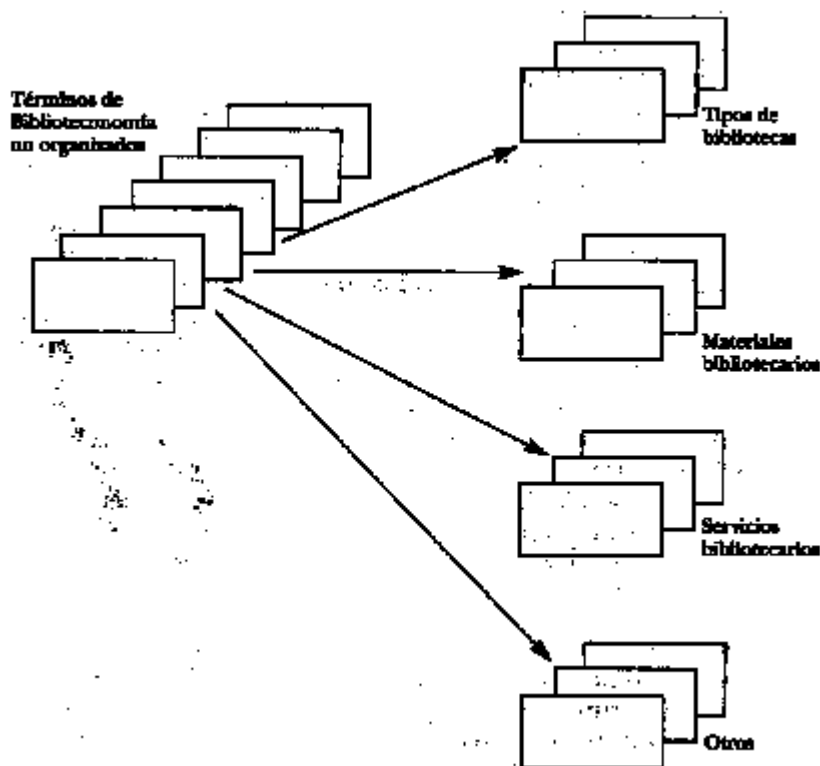 Términos de
Biblioteconomía
no organizados
Tipos de
bibliotecas
Materiales
bibliotecarios
Servicios
bibliotecarios
Otros